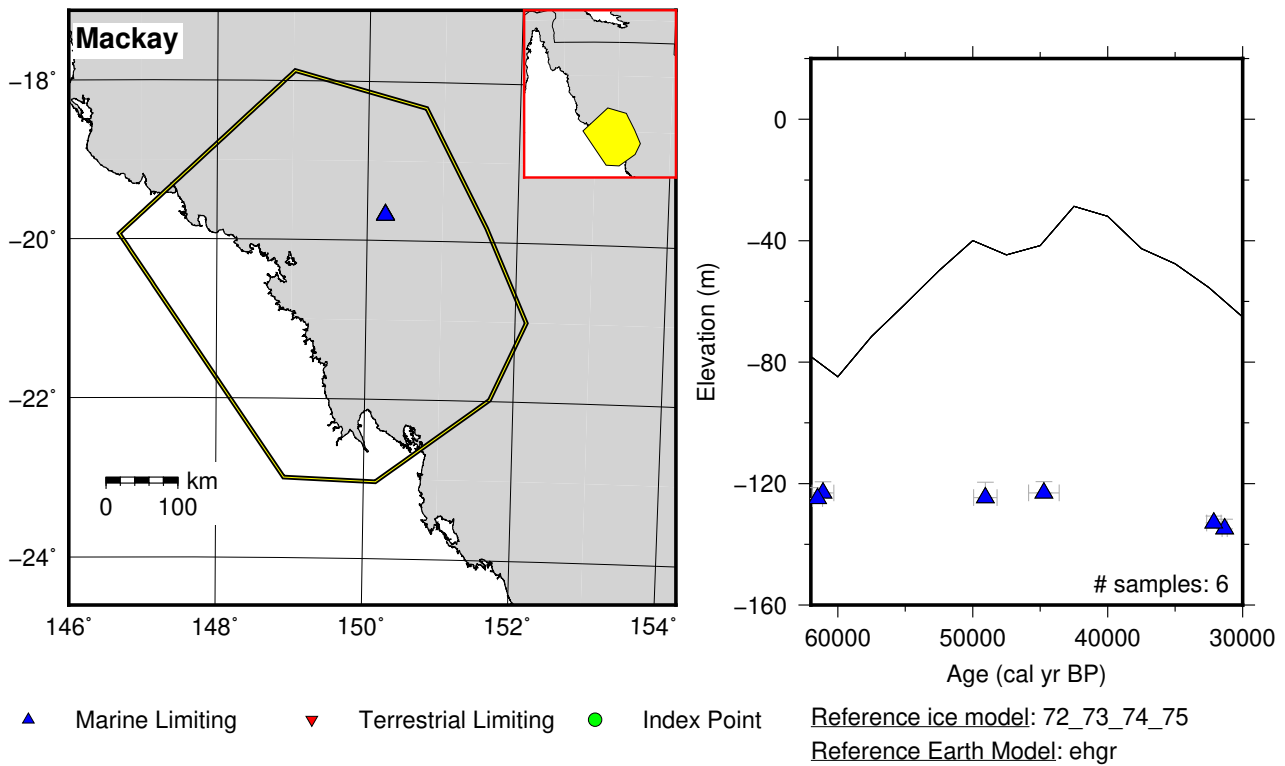 Mackay
−18˚
−20˚
−22˚
−24˚
146˚
148˚
150˚
152˚
154˚
km
0
100
Elevation (m)
0
−40
−80
−120
−160
# samples: 6
60000
50000
40000
30000
Age (cal yr BP)
Marine Limiting
Terrestrial Limiting
Index Point
Reference ice model: 72_73_74_75
Reference Earth Model: ehgr